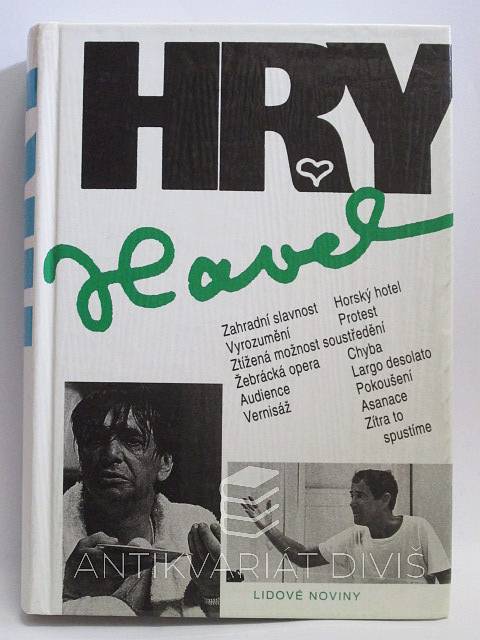 HRY
Havel
Zahradní slavnost
Vyrozumění
Ztížená možnost soustředění
Žebrácká opera
Audience
Vernisáž
Horský hotel
Protest
Chyba
Largo desolato
Pokoušení
Asanace
Zítra to
spustíme
ANTIKVARIÁT DIVIŠ
LIDOVÉ NOVINY